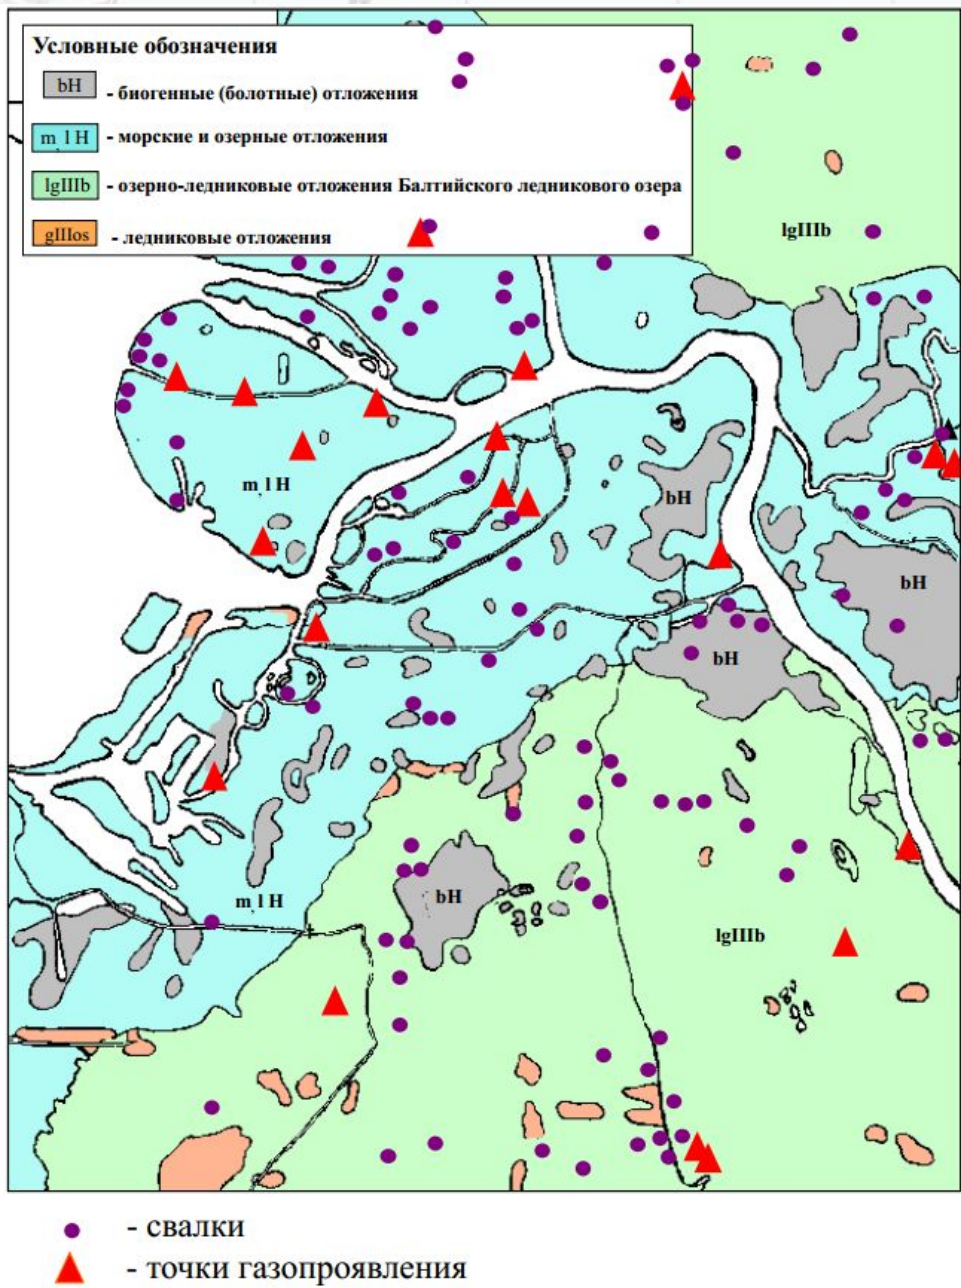 Условные обозначения
bH - биогенные (болотные) отложения
m, l H - морские и озерные отложения
lgIIIb - озерно-ледниковые отложения Балтийского ледникового озера
gIIIos - ледниковые отложения
lgIIIb
m, l H
bH
bH
bH
m, l H
bH
lgIIIb
- свалки
- точки газопроявления